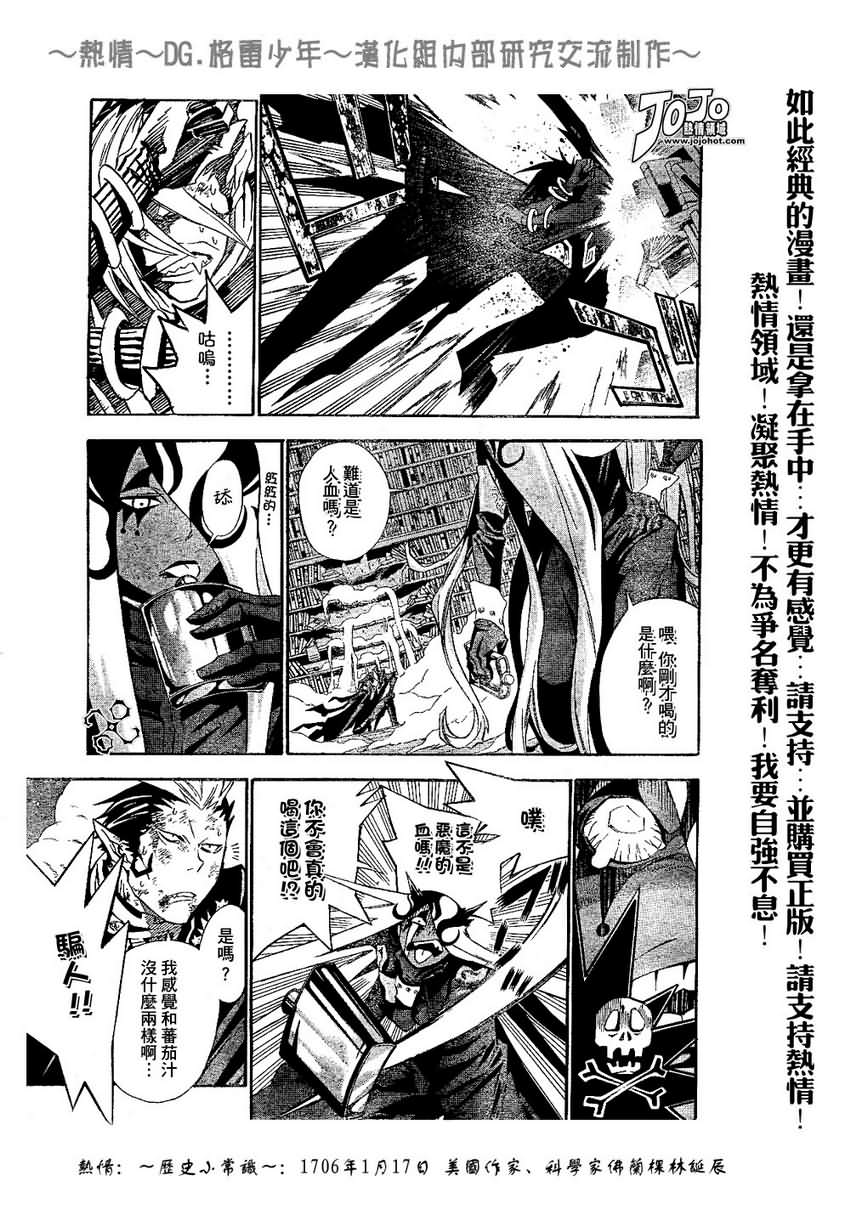 ～熱情～DG.格雷少年～漢化組內部研究交流制作～
JOJO
熱情領域
www.jojohot.com
如此經典的漫畫！還是拿在手中…才更有感覺…請支持…並購買正版！請支持熱情！
熱情領域！凝聚熱情！不為爭名奪利！我要自強不息！
………
咕嗚……
喂，你剛才喝的
是什麼啊？
難道是
人血嗎？
舔
噗
這不是
惡魔的
血嗎!!
你不會真的
喝這個吧!?
是嗎？
我感覺和蕃茄汁
沒什麼兩樣啊…
騙人!!
熱情：～歷史小常識～：1706年1月17日 美國作家、科學家佛蘭棵林誕辰